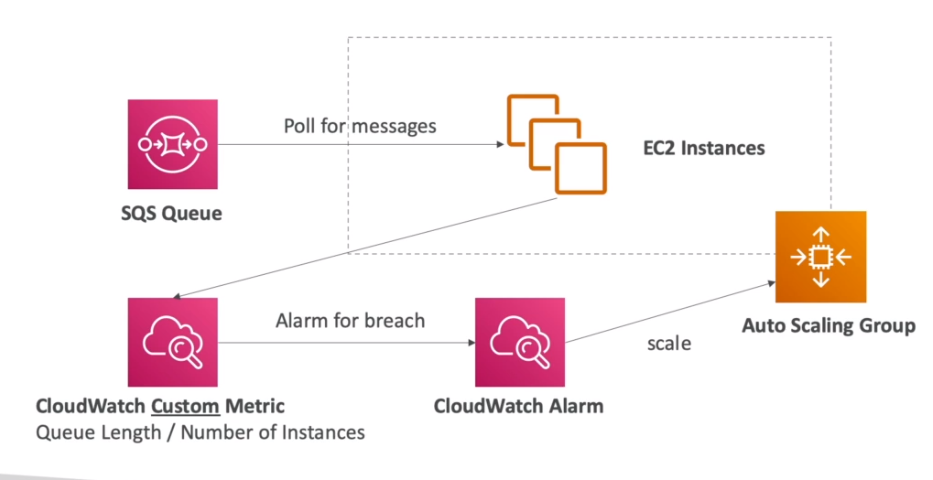 Poll for messages
EC2 Instances
SQS Queue
Alarm for breach
scale
Auto Scaling Group
CloudWatch Custom Metric
Queue Length / Number of Instances
CloudWatch Alarm